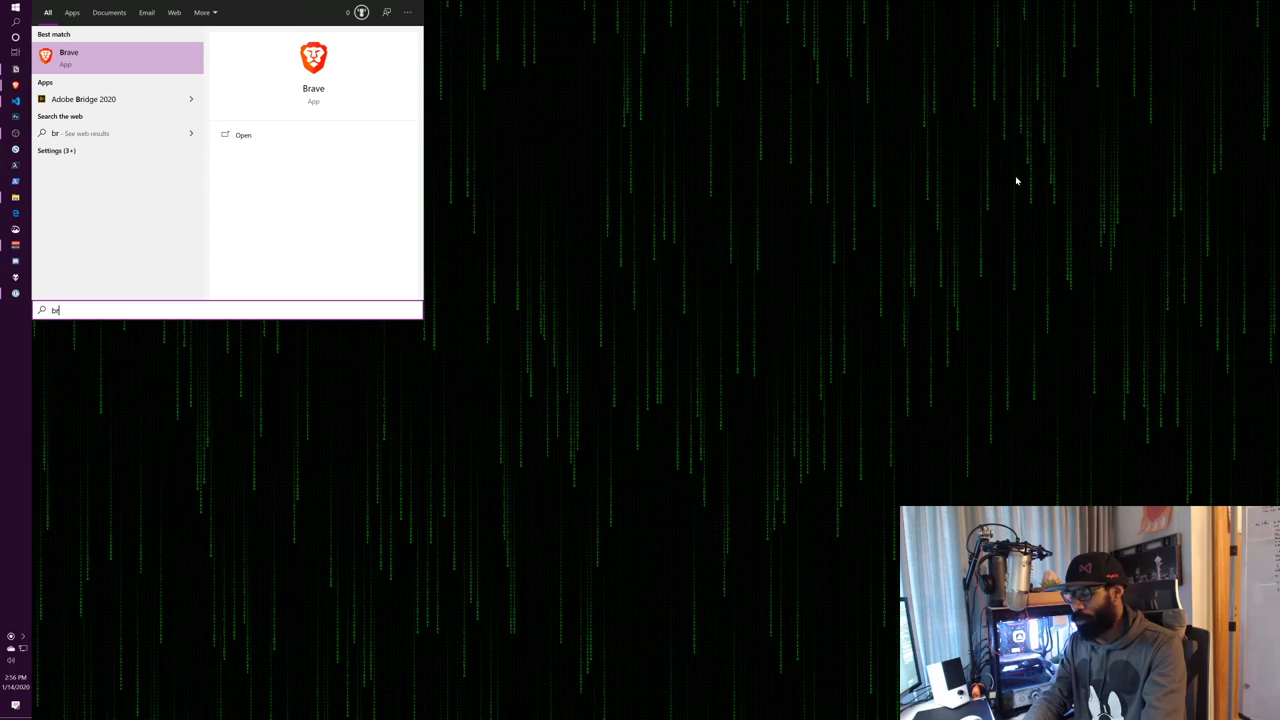 All Apps Documents Email Web More 0 ...
Best match
Brave
App
Apps
Adobe Bridge 2020
Search the web
br - See web results
Settings (3+)
Brave
App
Open
br
2:56 PM
1/14/2020